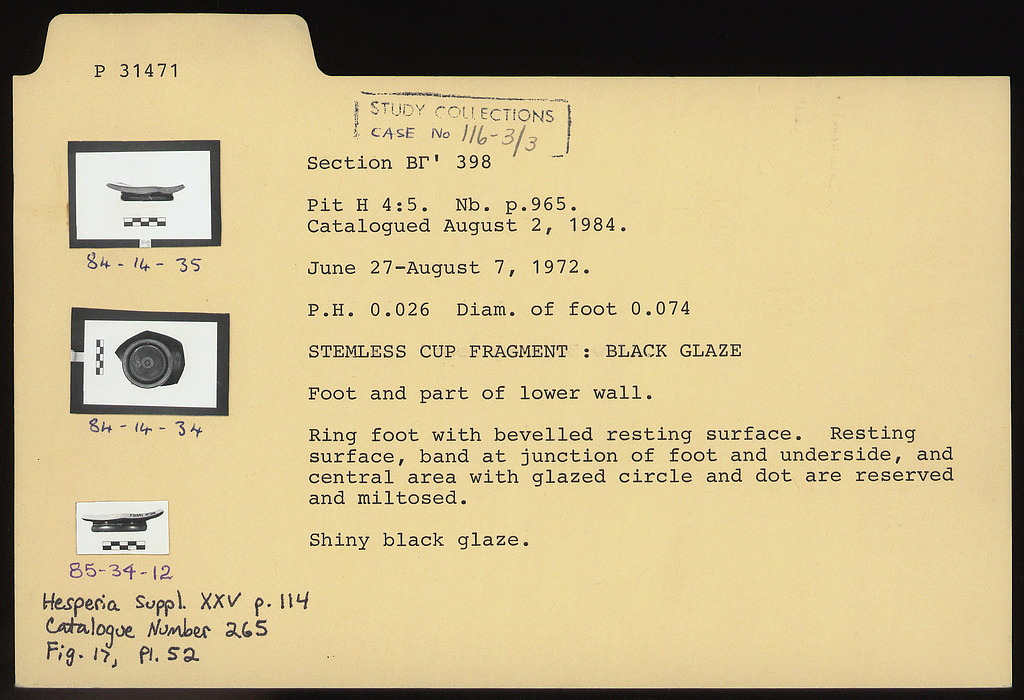 P 31471
STUDY COLLECTIONS
CASE No 116-3/3
Section ΒΓ' 398
Pit H 4:5.  Nb. p.965.
Catalogued August 2, 1984.
June 27-August 7, 1972.
P.H. 0.026  Diam. of foot 0.074
STEMLESS CUP FRAGMENT : BLACK GLAZE
Foot and part of lower wall.
Ring foot with bevelled resting surface.  Resting
surface, band at junction of foot and underside, and
central area with glazed circle and dot are reserved
and miltosed.
Shiny black glaze.
84-14-35
84-14-34
85-34-12
Hesperia Suppl. XXV p. 114
Catalogue Number 265
Fig. 17, Pl. 52